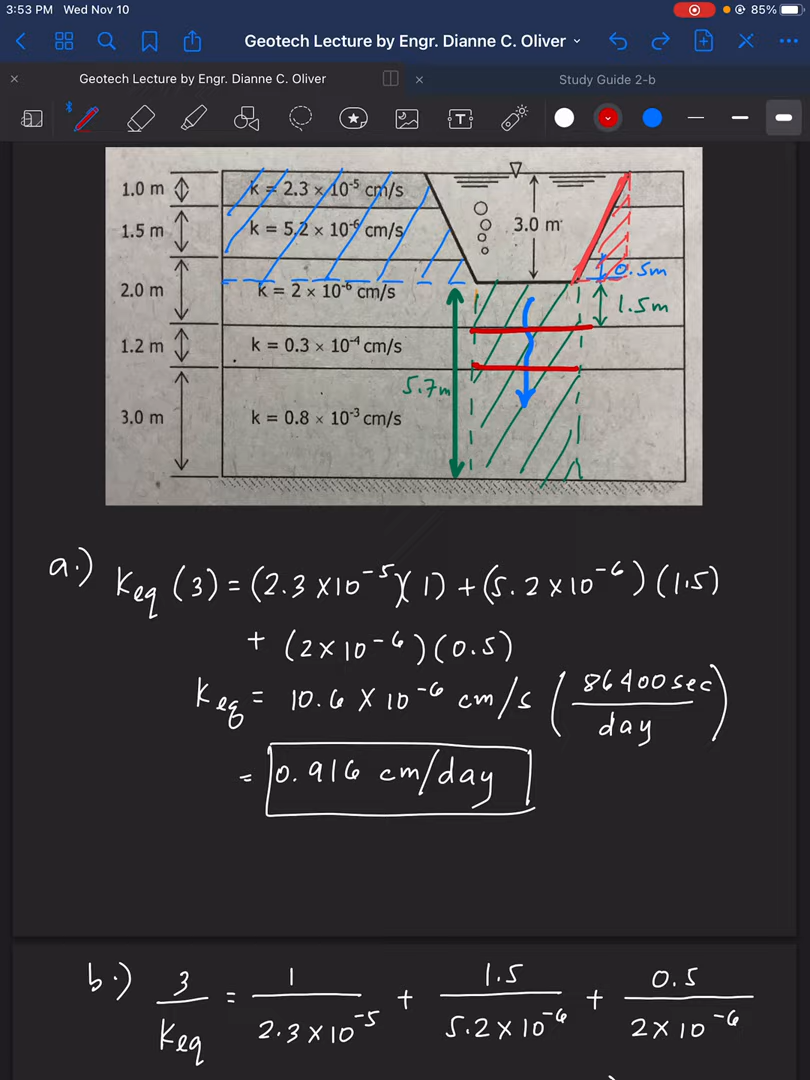 3:53 PM Wed Nov 10
85%
Geotech Lecture by Engr. Dianne C. Oliver
Geotech Lecture by Engr. Dianne C. Oliver
Study Guide 2-b
1.0 m
k = 2.3 × 10⁻⁵ cm/s
1.5 m
k = 5.2 × 10⁻⁶ cm/s
3.0 m
0.5m
2.0 m
k = 2 × 10⁻⁶ cm/s
1.5m
1.2 m
k = 0.3 × 10⁻⁴ cm/s
5.7m
3.0 m
k = 0.8 × 10⁻³ cm/s
a.) Keq (3) = (2.3 X10⁻⁵)(1) + (5.2 X10⁻⁶)(1.5)
+ (2X10⁻⁶)(0.5)
Keq = 10.6 X 10⁻⁶ cm/s (86400sec/day)
= 0.916 cm/day
b.) 3/Keq = 1/2.3X10⁻⁵ + 1.5/5.2X10⁻⁶ + 0.5/2X10⁻⁶